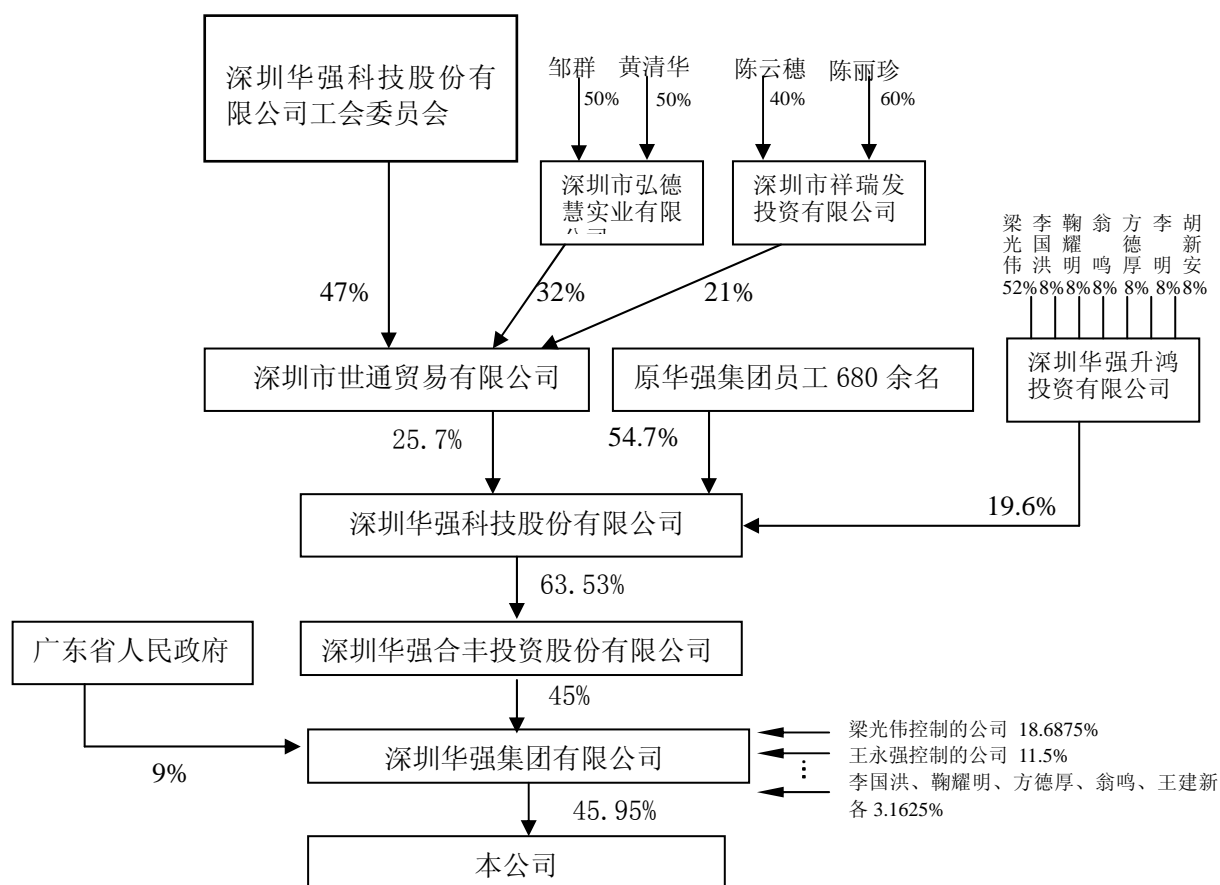 深圳华强科技股份有
限公司工会委员会
邹群
黄清华
陈云穗
陈丽珍
50%
50%
40%
60%
深圳市弘德
慧实业有限
深圳市祥瑞发
投资有限公司
梁光伟
李国洪
鞠耀明
翁鸣
方德厚
李明
胡新安
52%
8%
8%
8%
8%
8%
8%
47%
32%
21%
深圳市世通贸易有限公司
原华强集团员工 680 余名
深圳华强升鸿
投资有限公司
25.7%
54.7%
19.6%
深圳华强科技股份有限公司
63.53%
广东省人民政府
深圳华强合丰投资股份有限公司
45%
9%
深圳华强集团有限公司
梁光伟控制的公司 18.6875%
王永强控制的公司 11.5%
李国洪、鞠耀明、方德厚、翁鸣、王建新
各 3.1625%
45.95%
本公司